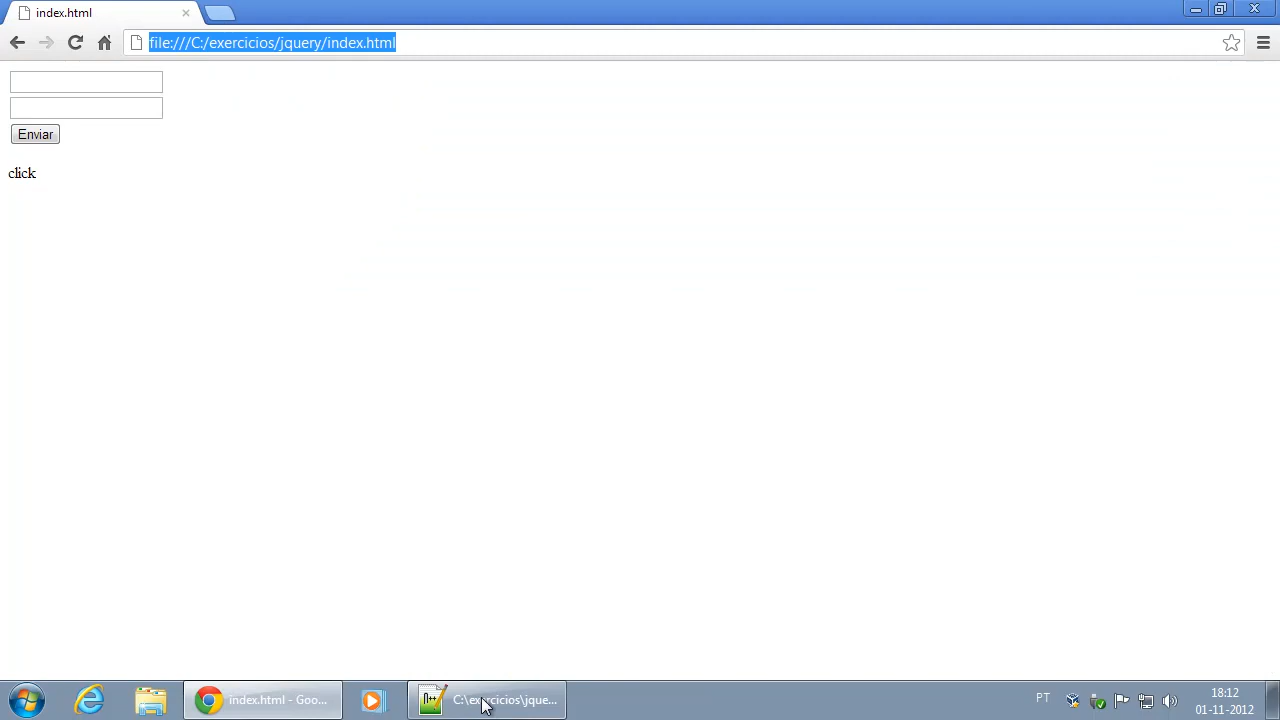 index.html
file:///C:/exercicios/jquery/index.html
Enviar
click
index.html - Goo...
C:\exercicios\jque...
PT
18:12
01-11-2012